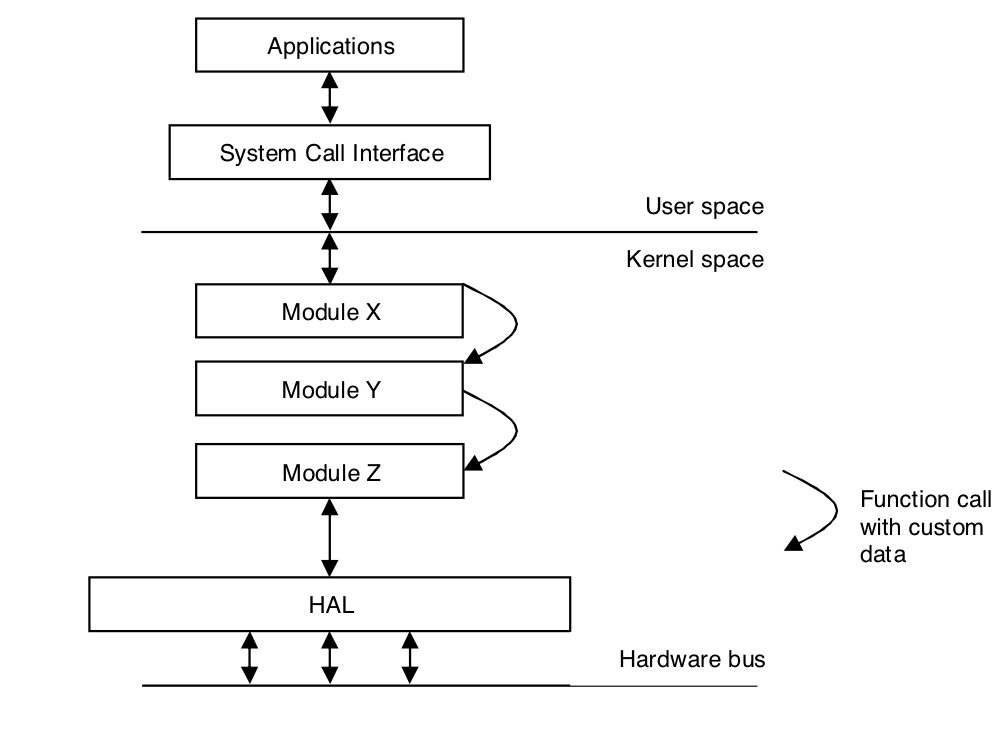 Applications
System Call Interface
User space
Kernel space
Module X
Module Y
Module Z
Function call
with custom
data
HAL
Hardware bus